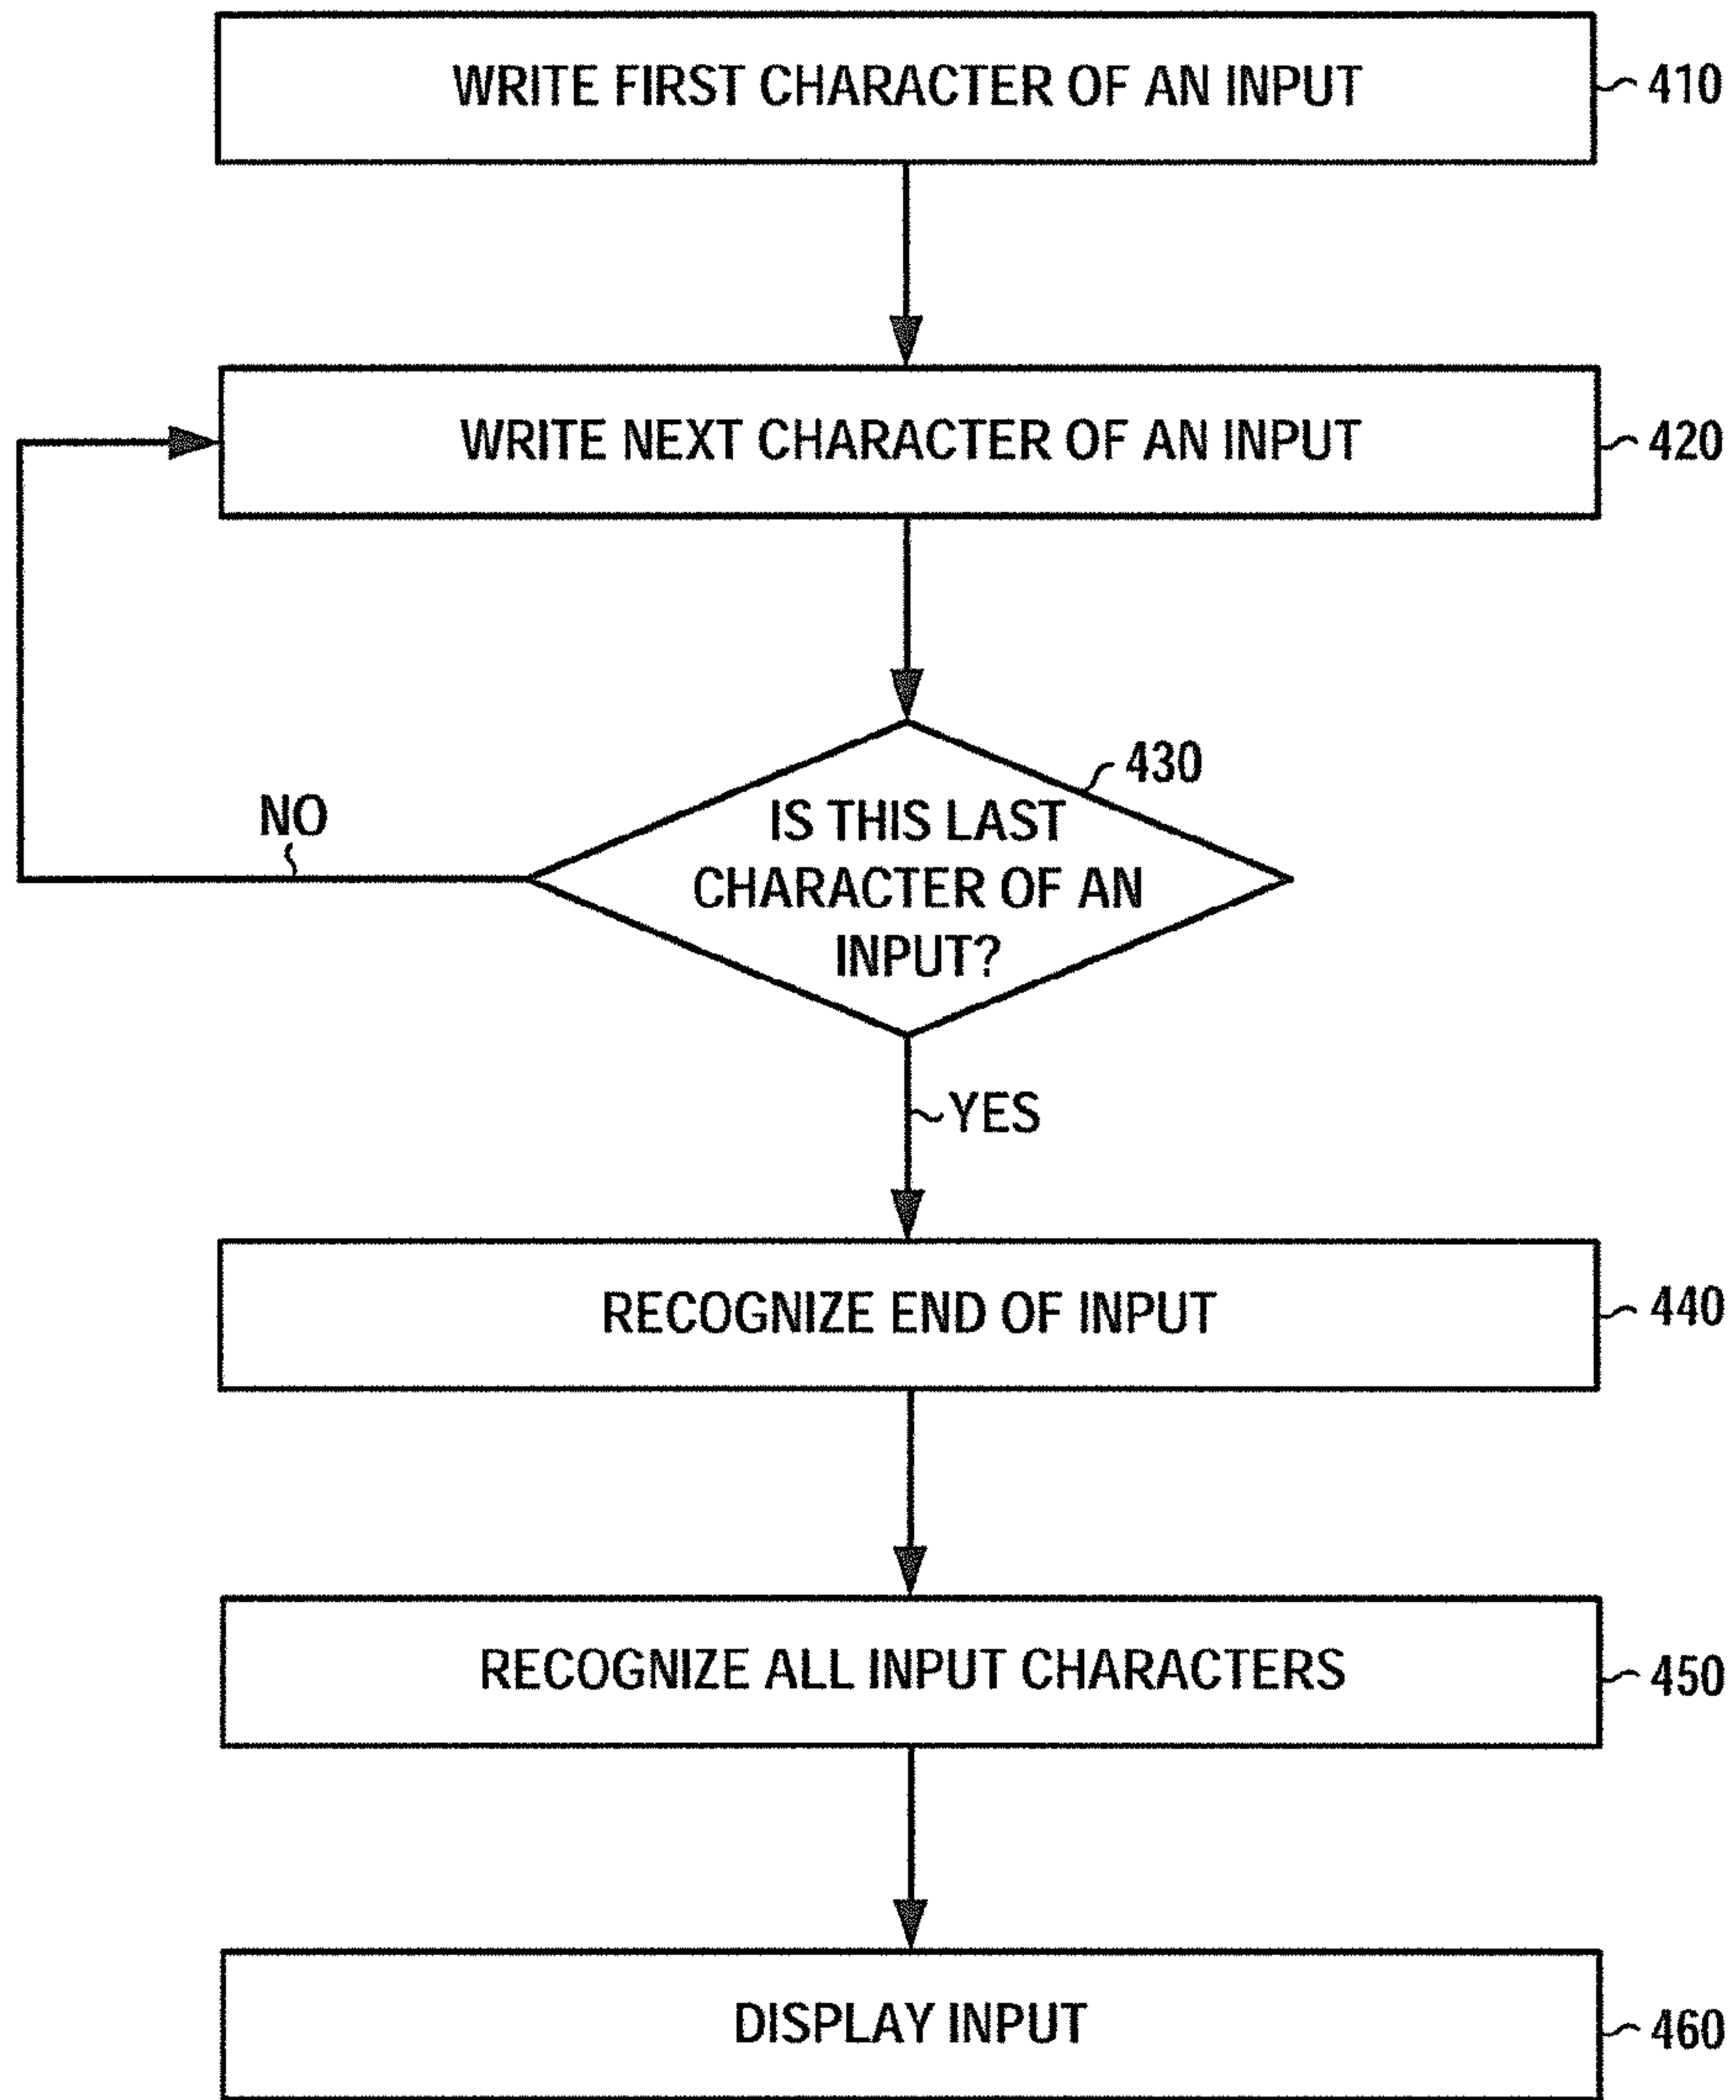 WRITE FIRST CHARACTER OF AN INPUT
410
WRITE NEXT CHARACTER OF AN INPUT
420
430
IS THIS LAST
CHARACTER OF AN
INPUT?
NO
YES
RECOGNIZE END OF INPUT
440
RECOGNIZE ALL INPUT CHARACTERS
450
DISPLAY INPUT
460